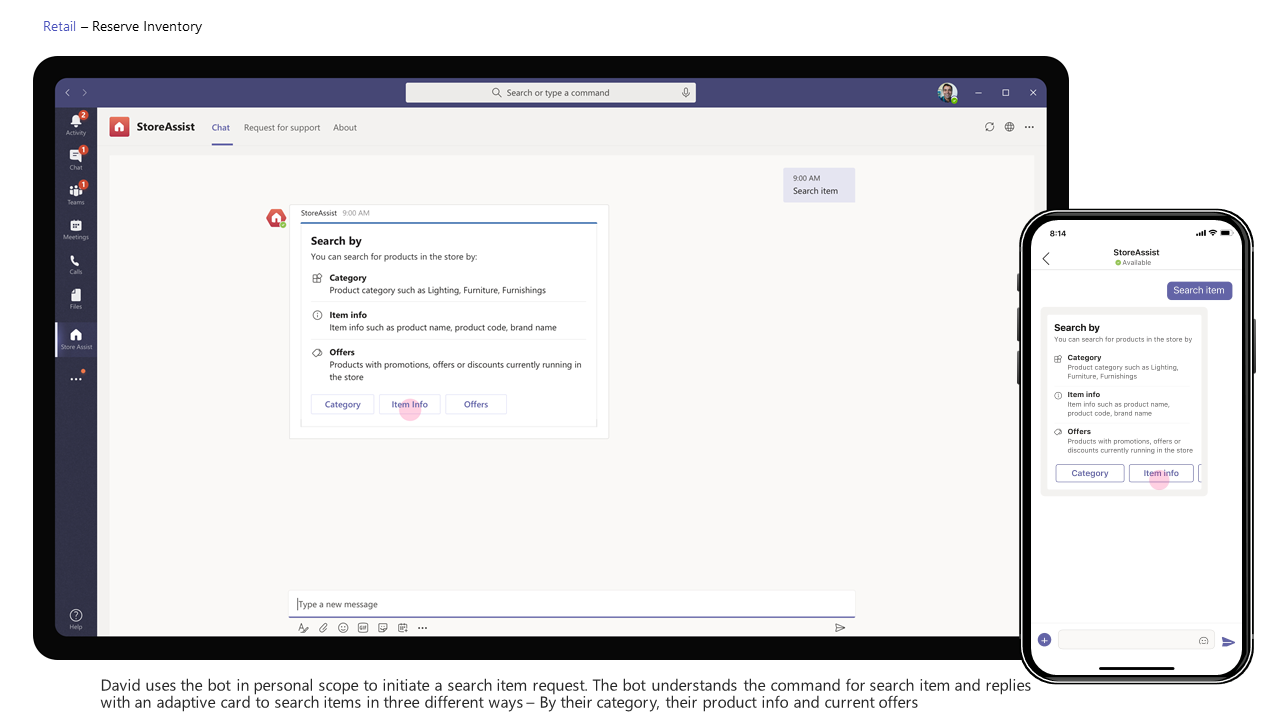 Retail – Reserve Inventory
Search or type a command
Activity
2
Chat
1
Teams
1
Meetings
Calls
Files
Store Assist
Help
StoreAssist
Chat
Request for support
About
9:00 AM
Search item
StoreAssist 9:00 AM
Search by
You can search for products in the store by:
Category
Product category such as Lighting, Furniture, Furnishings
Item info
Item info such as product name, product code, brand name
Offers
Products with promotions, offers or discounts currently running in
the store
Category
Item Info
Offers
Type a new message
GIF
8:14
StoreAssist
Available
Search item
Search by
You can search for products in the store by
Category
Product category such as Lighting,
Furniture, Furnishings
Item info
Item info such as product name,
product code, brand name
Offers
Products with promotions, offers or
discounts currently running in the store
Category
Item info
David uses the bot in personal scope to initiate a search item request. The bot understands the command for search item and replies
with an adaptive card to search items in three different ways – By their category, their product info and current offers